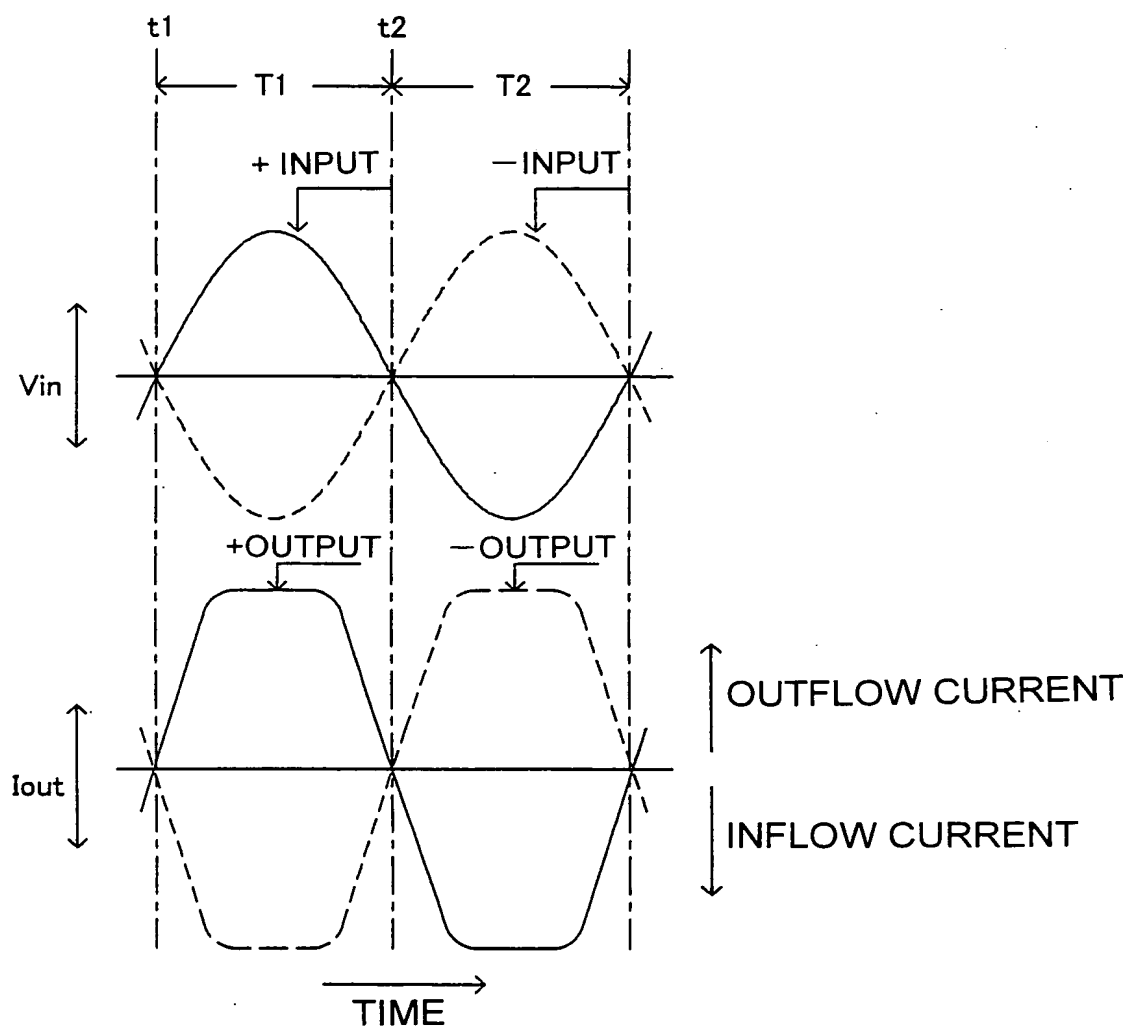 t1
t2
T1
T2
+ INPUT
－INPUT
Vin
+OUTPUT
－OUTPUT
OUTFLOW CURRENT
Iout
INFLOW CURRENT
TIME